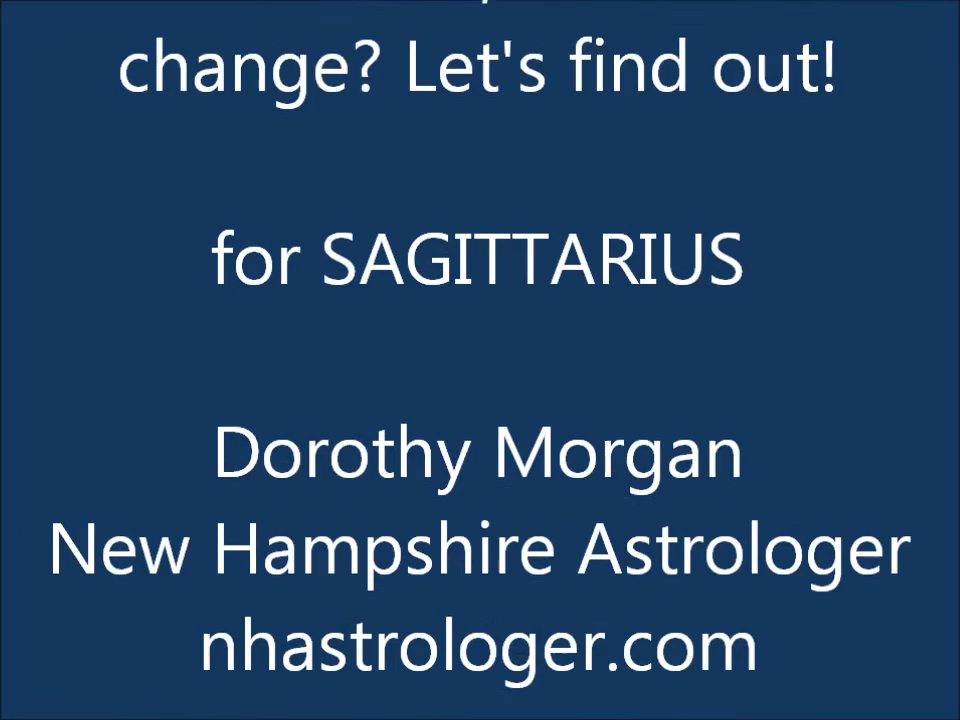 change? Let's find out!
for SAGITTARIUS
Dorothy Morgan
New Hampshire Astrologer
nhastrologer.com